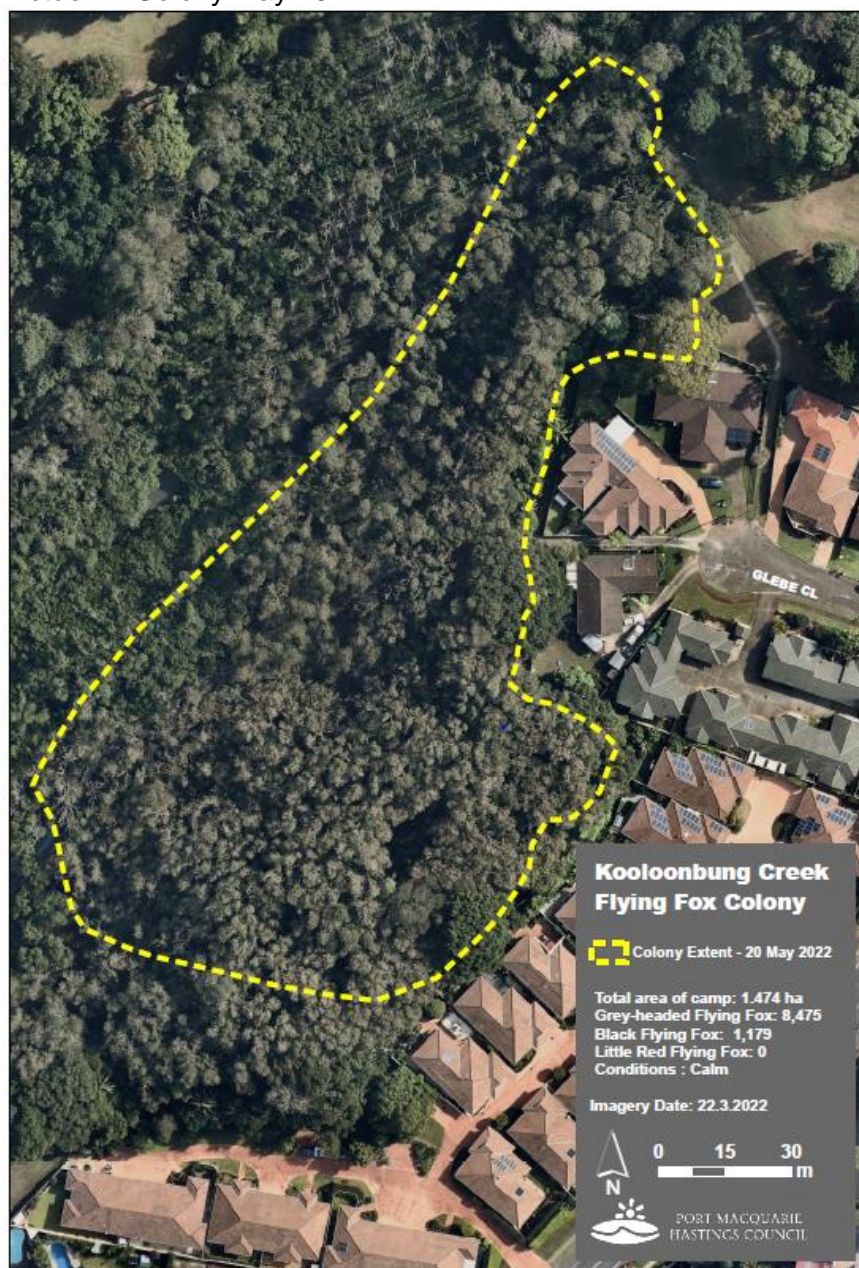 GLEBE CL
Kooloonbung Creek
Flying Fox Colony
Colony Extent - 20 May 2022
Total area of camp: 1.474 ha
Grey-headed Flying Fox: 8,475
Black Flying Fox: 1,179
Little Red Flying Fox: 0
Conditions : Calm
Imagery Date: 22.3.2022
0 15 30
m
N
PORT MACQUARIE
HASTINGS COUNCIL